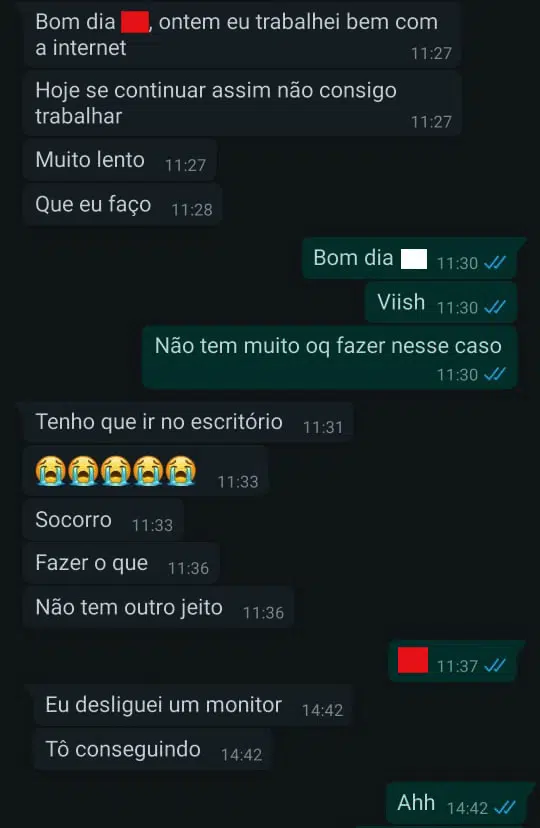 Bom dia , ontem eu trabalhei bem com
a internet
11:27
Hoje se continuar assim não consigo
trabalhar
11:27
Muito lento 11:27
Que eu faço 11:28
Bom dia 11:30
Viish 11:30
Não tem muito oq fazer nesse caso
11:30
Tenho que ir no escritório 11:31
😭😭😭😭😭 11:33
Socorro 11:33
Fazer o que 11:36
Não tem outro jeito 11:36
11:37
Eu desliguei um monitor 14:42
Tô conseguindo 14:42
Ahh 14:42